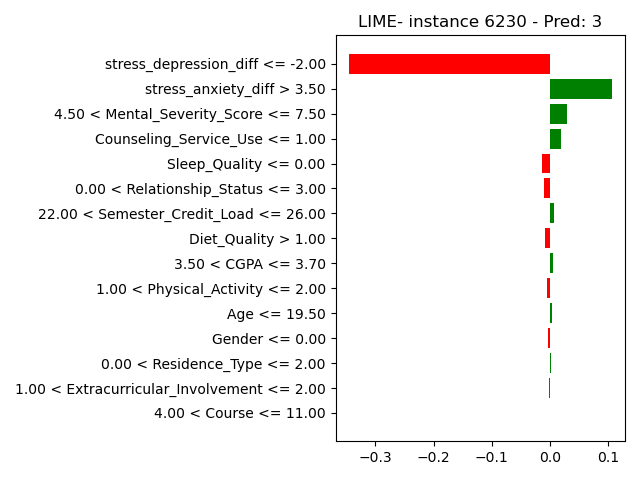 LIME- instance 6230 - Pred: 3
stress_depression_diff <= -2.00
stress_anxiety_diff > 3.50
4.50 < Mental_Severity_Score <= 7.50
Counseling_Service_Use <= 1.00
Sleep_Quality <= 0.00
0.00 < Relationship_Status <= 3.00
22.00 < Semester_Credit_Load <= 26.00
Diet_Quality > 1.00
3.50 < CGPA <= 3.70
1.00 < Physical_Activity <= 2.00
Age <= 19.50
Gender <= 0.00
0.00 < Residence_Type <= 2.00
1.00 < Extracurricular_Involvement <= 2.00
4.00 < Course <= 11.00
−0.3 −0.2 −0.1 0.0 0.1